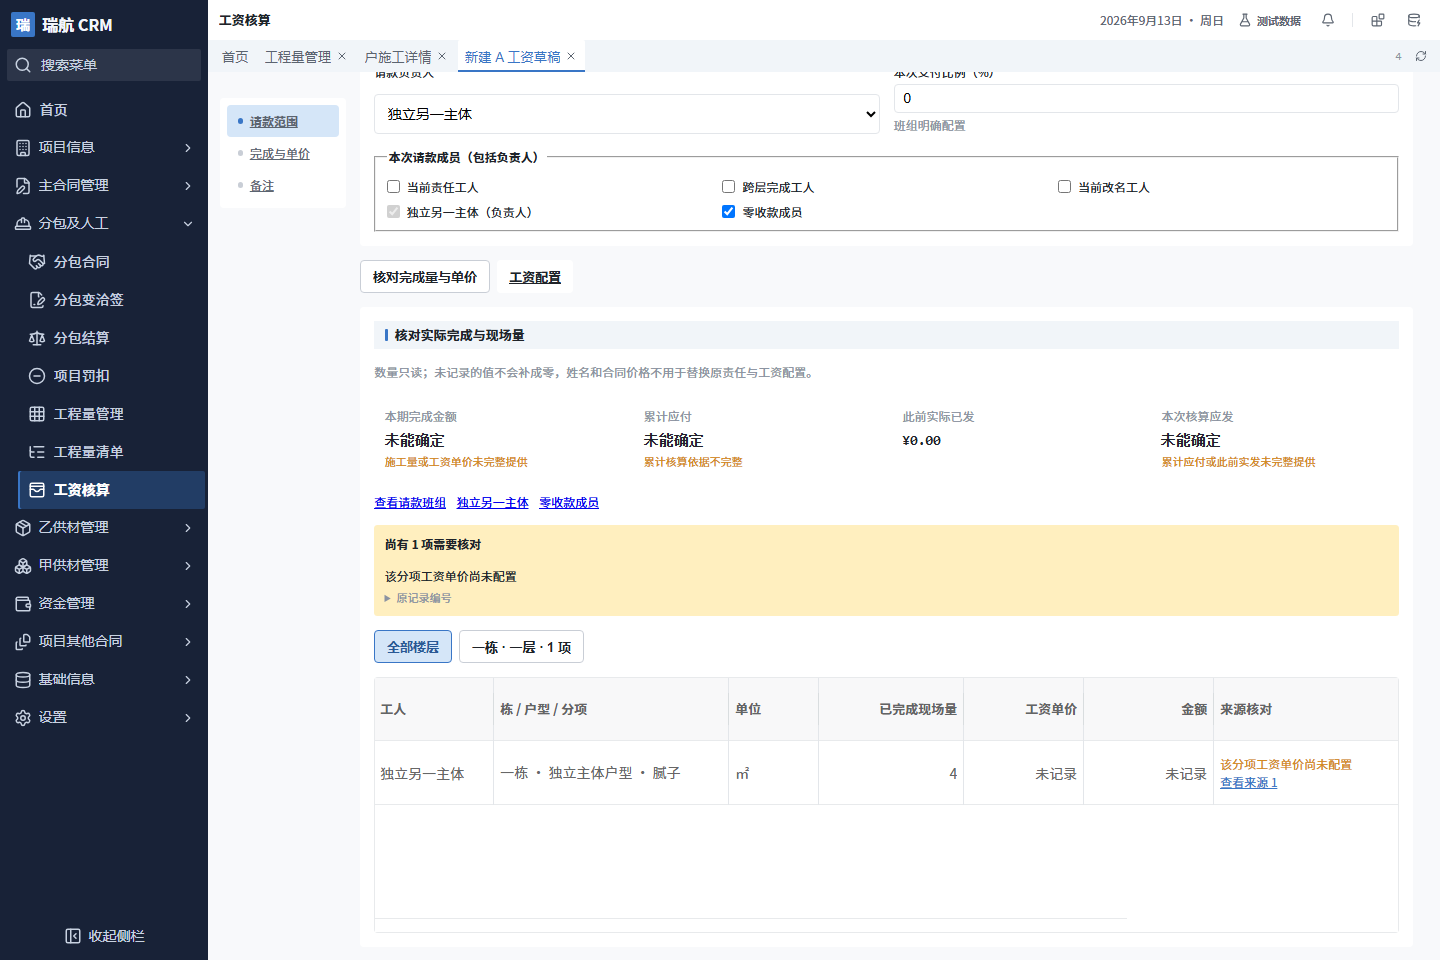 瑞 瑞航 CRM
搜索菜单
首页
项目信息
主合同管理
分包及人工
分包合同
分包变洽签
分包结算
项目罚扣
工程量管理
工程量清单
工资核算
乙供材管理
甲供材管理
资金管理
项目其他合同
基础信息
设置
收起侧栏
工资核算
2026年9月13日 · 周日 测试数据
首页 工程量管理 户施工详情 新建 A 工资草稿 4
请款范围
完成与单价
备注
请款负责人 本次支付比例（%）
独立另一主体 0
班组明确配置
本次请款成员（包括负责人）
当前责任工人 跨层完成工人 当前改名工人
独立另一主体（负责人） 零收款成员
核对完成量与单价 工资配置
核对实际完成与现场量
数量只读；未记录的值不会补成零，姓名和合同价格不用于替换原责任与工资配置。
本期完成金额 累计应付 此前实际已发 本次核算应发
未能确定 未能确定 ¥0.00 未能确定
施工量或工资单价未完整提供 累计核算依据不完整 累计应付或此前实发未完整提供
查看请款班组 独立另一主体 零收款成员
尚有 1 项需要核对
该分项工资单价尚未配置
原记录编号
全部楼层 一栋 · 一层 · 1 项
工人 栋 / 户型 / 分项 单位 已完成现场量 工资单价 金额 来源核对
独立另一主体 一栋 · 独立主体户型 · 腻子 ㎡ 4 未记录 未记录 该分项工资单价尚未配置
查看来源 1